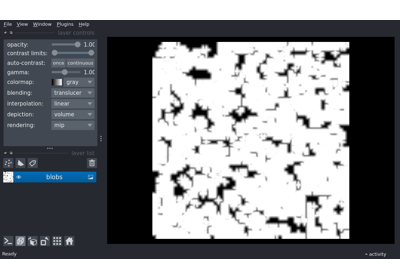 File View Window Plugins Help
layer controls
opacity: 1.00
contrast limits:
auto-contrast: once continuous
gamma: 1.00
colormap: gray
blending: translucer
interpolation: linear
depiction: volume
rendering: mip
layer list
blobs
Ready
activity